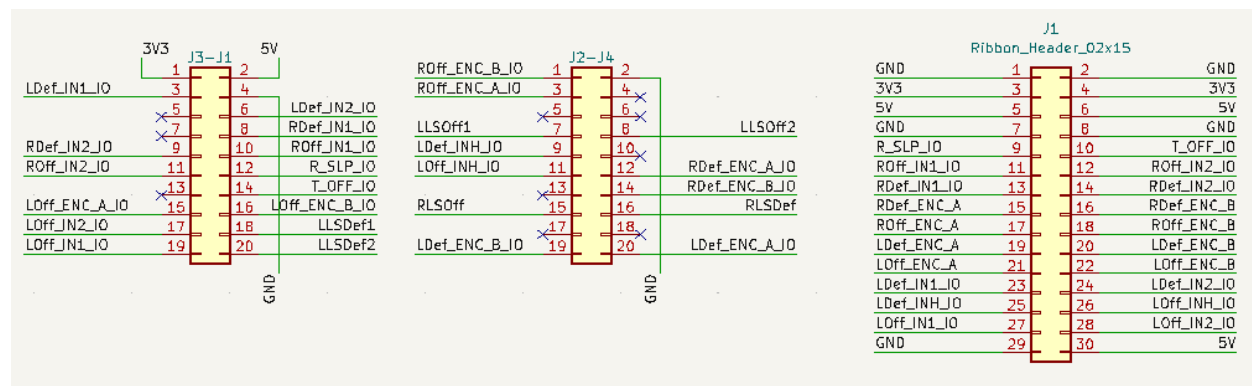 3V3 J3-J1 5V
1 2
LDef_IN1_IO 3 4
5 6 LDef_IN2_IO
7 8 RDef_IN1_IO
RDef_IN2_IO 9 10 ROff_IN1_IO
ROff_IN2_IO 11 12 R_SLP_IO
13 14 T_OFF_IO
LOff_ENC_A_IO 15 16 LOff_ENC_B_IO
LOff_IN2_IO 17 18 LLSDef1
LOff_IN1_IO 19 20 LLSDef2
GND
J2-J4
ROff_ENC_B_IO 1 2
ROff_ENC_A_IO 3 4
5 6
LLSOff1 7 8 LLSOff2
LDef_INH_IO 9 10
LOff_INH_IO 11 12 RDef_ENC_A_IO
13 14 RDef_ENC_B_IO
RLSOff 15 16 RLSDef
17 18
LDef_ENC_B_IO 19 20 LDef_ENC_A_IO
GND
J1
Ribbon_Header_02x15
GND 1 2 GND
3V3 3 4 3V3
5V 5 6 5V
GND 7 8 GND
R_SLP_IO 9 10 T_OFF_IO
ROff_IN1_IO 11 12 ROff_IN2_IO
RDef_IN1_IO 13 14 RDef_IN2_IO
RDef_ENC_A 15 16 RDef_ENC_B
ROff_ENC_A 17 18 ROff_ENC_B
LDef_ENC_A 19 20 LDef_ENC_B
LOff_ENC_A 21 22 LOff_ENC_B
LDef_IN1_IO 23 24 LDef_IN2_IO
LDef_INH_IO 25 26 LOff_INH_IO
LOff_IN1_IO 27 28 LOff_IN2_IO
GND 29 30 5V